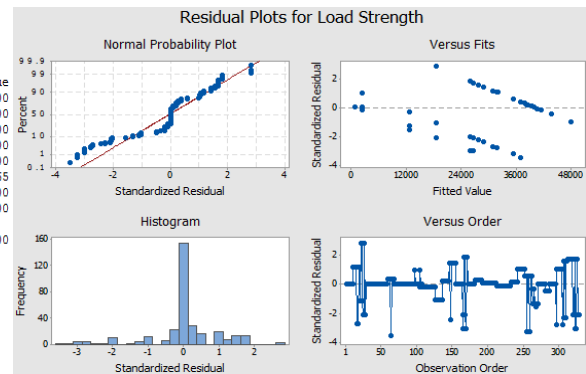 Residual Plots for Load Strength
Normal Probability Plot
99.9
99
90
50
10
1
0.1
Percent
-4 -2 0 2 4
Standardized Residual
Versus Fits
2
0
-2
-4
Standardized Residual
0 12000 24000 36000 48000
Fitted Value
Histogram
160
120
80
40
0
Frequency
-3 -2 -1 0 1 2
Standardized Residual
Versus Order
2
0
-2
-4
Standardized Residual
1 50 100 150 200 250 300
Observation Order